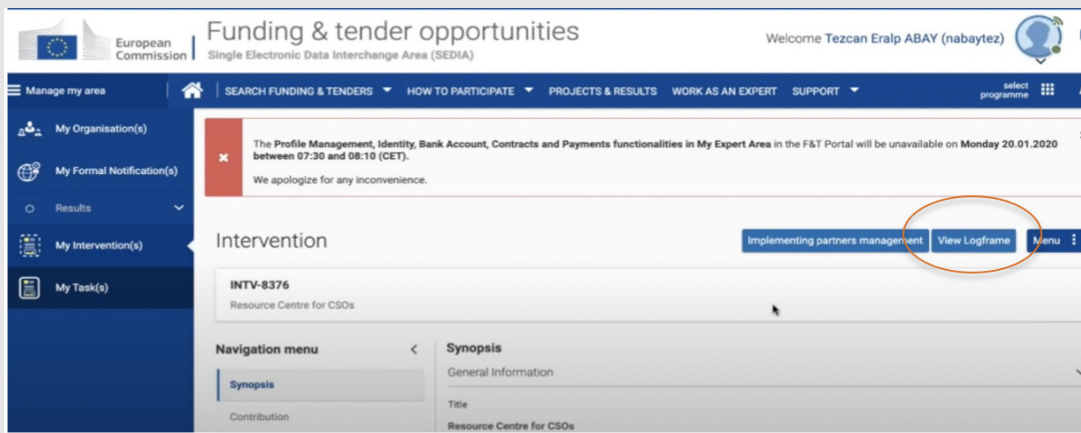 European
Commission
Funding & tender opportunities
Single Electronic Data Interchange Area (SEDIA)
Welcome Tezcan Eralp ABAY (nabaytez)
Manage my area
SEARCH FUNDING & TENDERS
HOW TO PARTICIPATE
PROJECTS & RESULTS
WORK AS AN EXPERT
SUPPORT
select
programme
My Organisation(s)
My Formal Notification(s)
Results
My Intervention(s)
My Task(s)
The Profile Management, Identity, Bank Account, Contracts and Payments functionalities in My Expert Area in the F&T Portal will be unavailable on Monday 20.01.2020
between 07:30 and 08:10 (CET).
We apologize for any inconvenience.
Intervention
Implementing partners management
View Logframe
Menu
INTV-8376
Resource Centre for CSOs
Navigation menu
Synopsis
Contribution
Synopsis
General Information
Title
Resource Centre for CSOs